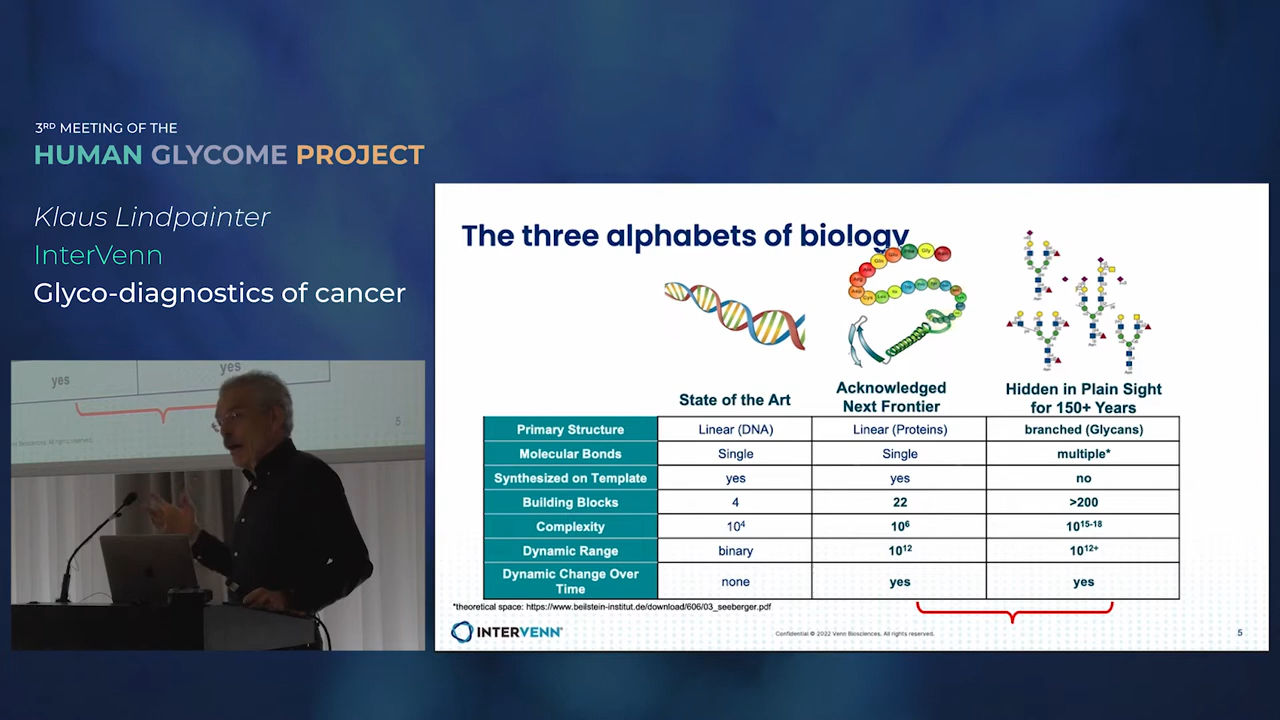 3RD MEETING OF THE
HUMAN GLYCOME PROJECT
Klaus Lindpainter
InterVenn
Glyco-diagnostics of cancer
yes
yes
5
The three alphabets of biology
State of the Art
Acknowledged
Next Frontier
Hidden in Plain Sight
for 150+ Years
Primary Structure Linear (DNA) Linear (Proteins) branched (Glycans)
Molecular Bonds Single Single multiple*
Synthesized on Template yes yes no
Building Blocks 4 22 >200
Complexity 10⁴ 10⁶ 10¹⁵⁻¹⁸
Dynamic Range binary 10¹² 10¹²⁺
Dynamic Change Over
Time none yes yes
*theoretical space: https://www.beilstein-institut.de/download/606/03_seeberger.pdf
INTERVENN
Confidential © 2022 Venn Biosciences. All rights reserved.
5